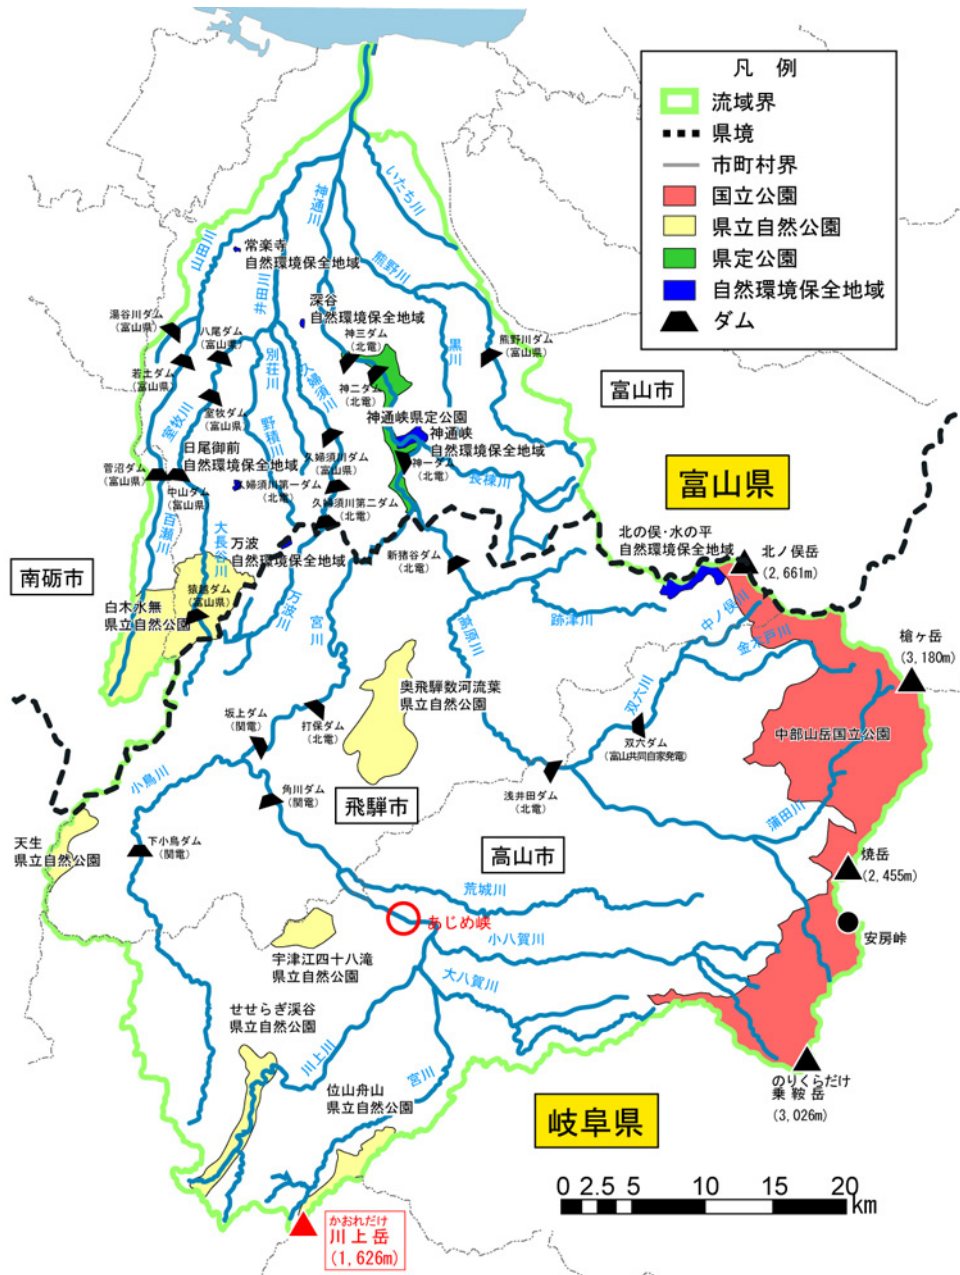 凡 例
流域界
県境
市町村界
国立公園
県立自然公園
県定公園
自然環境保全地域
ダム
神通川
いたち川
山田川
常楽寺
自然環境保全地域
熊野川
井田川
深谷
自然環境保全地域
湯谷川ダム
(富山県)
八尾ダム
(富山県)
神三ダム
(北電)
熊野川ダム
(富山県)
黒川
別荘川
久婦須川
若土ダム
(富山県)
神二ダム
(北電)
富山市
室牧川
室牧ダム
(富山県)
野積川
神通峡県定公園
神通峡
自然環境保全地域
日尾御前
自然環境保全地域
久婦須川ダム
(富山県)
神一ダム
(北電)
菅沼ダム
(富山県)
中山ダム
(富山県)
久婦須川第一ダム
(北電)
長棟川
富山県
久婦須川第二ダム
(北電)
百瀬川
大長谷川
万波
自然環境保全地域
新猪谷ダム
(北電)
北の俣・水の平
自然環境保全地域
北ノ俣岳
(2,661m)
南砺市
猿越ダム
(富山県)
万波川
白木水無
県立自然公園
宮川
高原川
跡津川
中ノ俣川
金木戸川
槍ヶ岳
(3,180m)
奥飛騨数河流葉
県立自然公園
双六川
坂上ダム
(関電)
打保ダム
(北電)
双六ダム
(富山共同自家発電)
中部山岳国立公園
小鳥川
角川ダム
(関電)
飛騨市
浅井田ダム
(北電)
蒲田川
天生
県立自然公園
下小鳥ダム
(関電)
高山市
焼岳
(2,455m)
荒城川
あじめ峡
安房峠
宇津江四十八滝
県立自然公園
小八賀川
大八賀川
せせらぎ渓谷
県立自然公園
川上川
宮川
位山舟山
県立自然公園
のりくらだけ
乗鞍岳
(3,026m)
岐阜県
0 2.5 5 10 15 20
km
かおれだけ
川上岳
(1,626m)